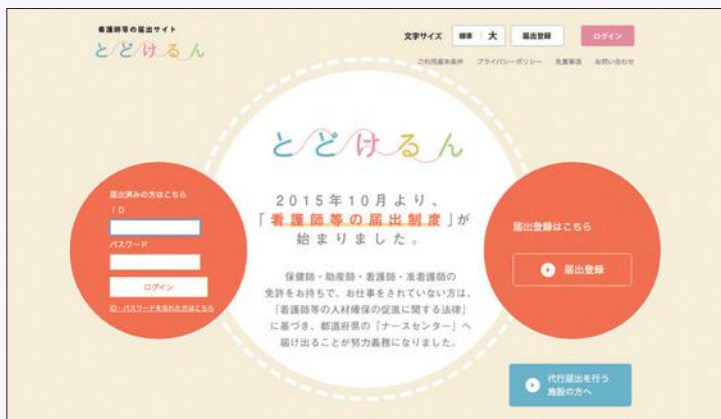 看護師等の届出サイト
とどけるん
文字サイズ 標準 大 届出登録 ログイン
ご利用基本条件 プライバシーポリシー 免責事項 お問い合わせ
とどけるん
2015年10月より、
「看護師等の届出制度」が
始まりました。
保健師・助産師・看護師・准看護師の
免許をお持ちで、お仕事をされていない方は、
「看護師等の人材確保の促進に関する法律」
に基づき、都道府県の「ナースセンター」へ
届け出ることが努力義務になりました。
届出済みの方はこちら
ID
パスワード
ログイン
ID・パスワードを忘れた方はこちら
届出登録はこちら
届出登録
代行届出を行う
施設の方へ